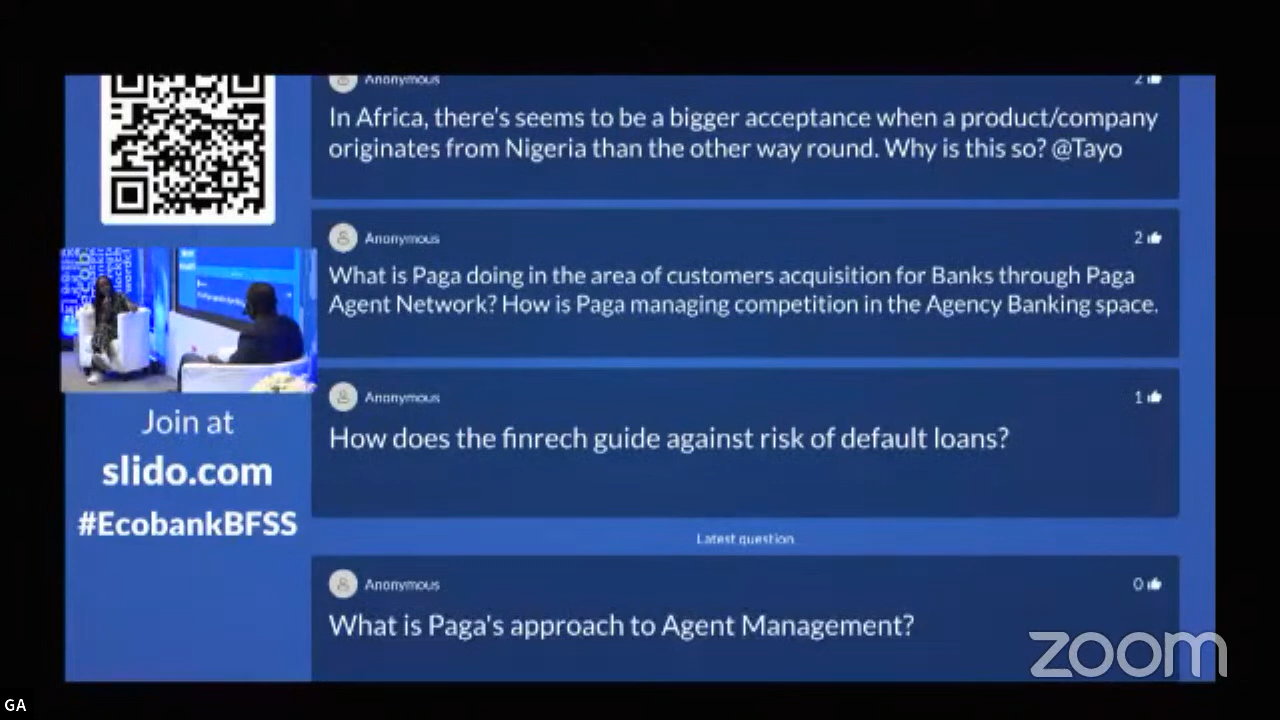 Anonymous
2
In Africa, there's seems to be a bigger acceptance when a product/company
originates from Nigeria than the other way round. Why is this so? @Tayo
Anonymous
2
What is Paga doing in the area of customers acquisition for Banks through Paga
Agent Network? How is Paga managing competition in the Agency Banking space.
Anonymous
1
How does the finrech guide against risk of default loans?
Latest question
Anonymous
0
What is Paga's approach to Agent Management?
Join at
slido.com
#EcobankBFSS
zoom
GA